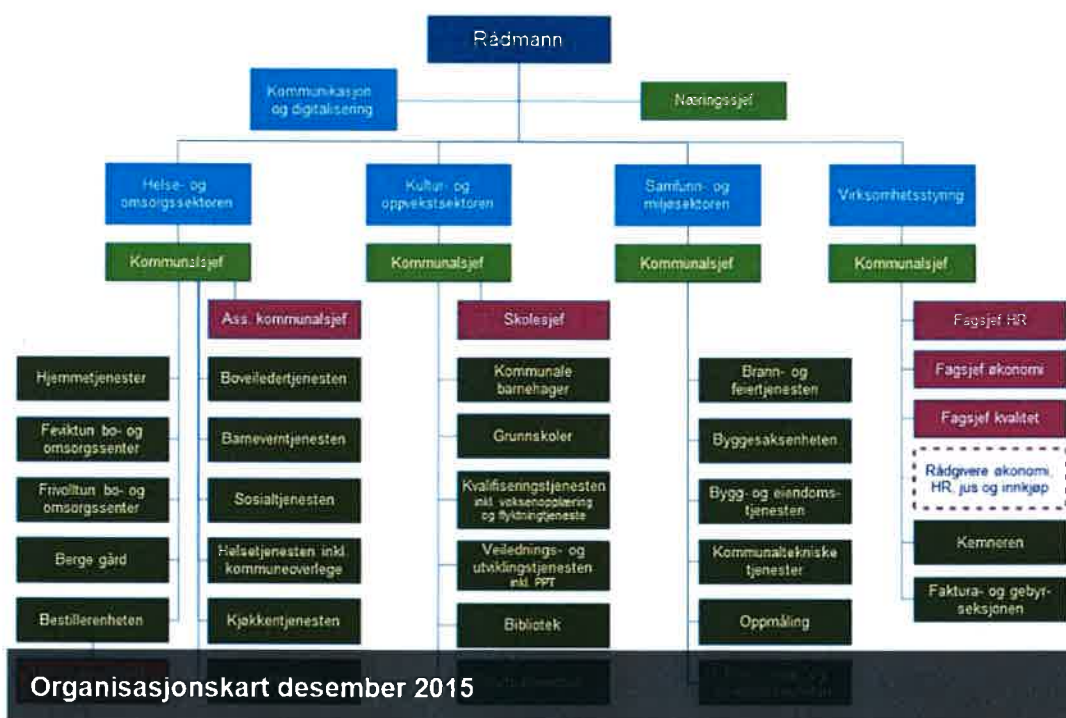 Rådmann
Kommunikasjon
og digitalisering
Næringssjef
Helse- og
omsorgssektoren
Kultur- og
oppvekstsektoren
Samfunn- og
miljøsektoren
Virksomhetsstyring
Kommunalsjef
Kommunalsjef
Kommunalsjef
Kommunalsjef
Ass. kommunalsjef
Skolesjef
Fagsjef HR
Hjemmetjenester
Boveiledertjenesten
Kommunale
barnehager
Brann- og
feiertjenesten
Fagsjef økonomi
Feviktun bo- og
omsorgssenter
Barneverntjenesten
Grunnskoler
Byggesaksenheten
Fagsjef kvalitet
Frivolltun bo- og
omsorgssenter
Sosialtjenesten
Kvalifiseringstjenesten
inkl. voksenopplæring
og flyktningtjeneste
Bygg- og eiendoms-
tjenesten
Rådgivere økonomi,
HR, jus og innkjøp
Berge gård
Helsetjenesten inkl.
kommuneoverlege
Veilednings- og
utviklingstjenesten
inkl. PPT
Kommunaltekniske
tjenester
Kemneren
Bestillerenheten
Kjøkkentjenesten
Bibliotek
Oppmåling
Faktura- og gebyr-
seksjonen
Organisasjonskart desember 2015